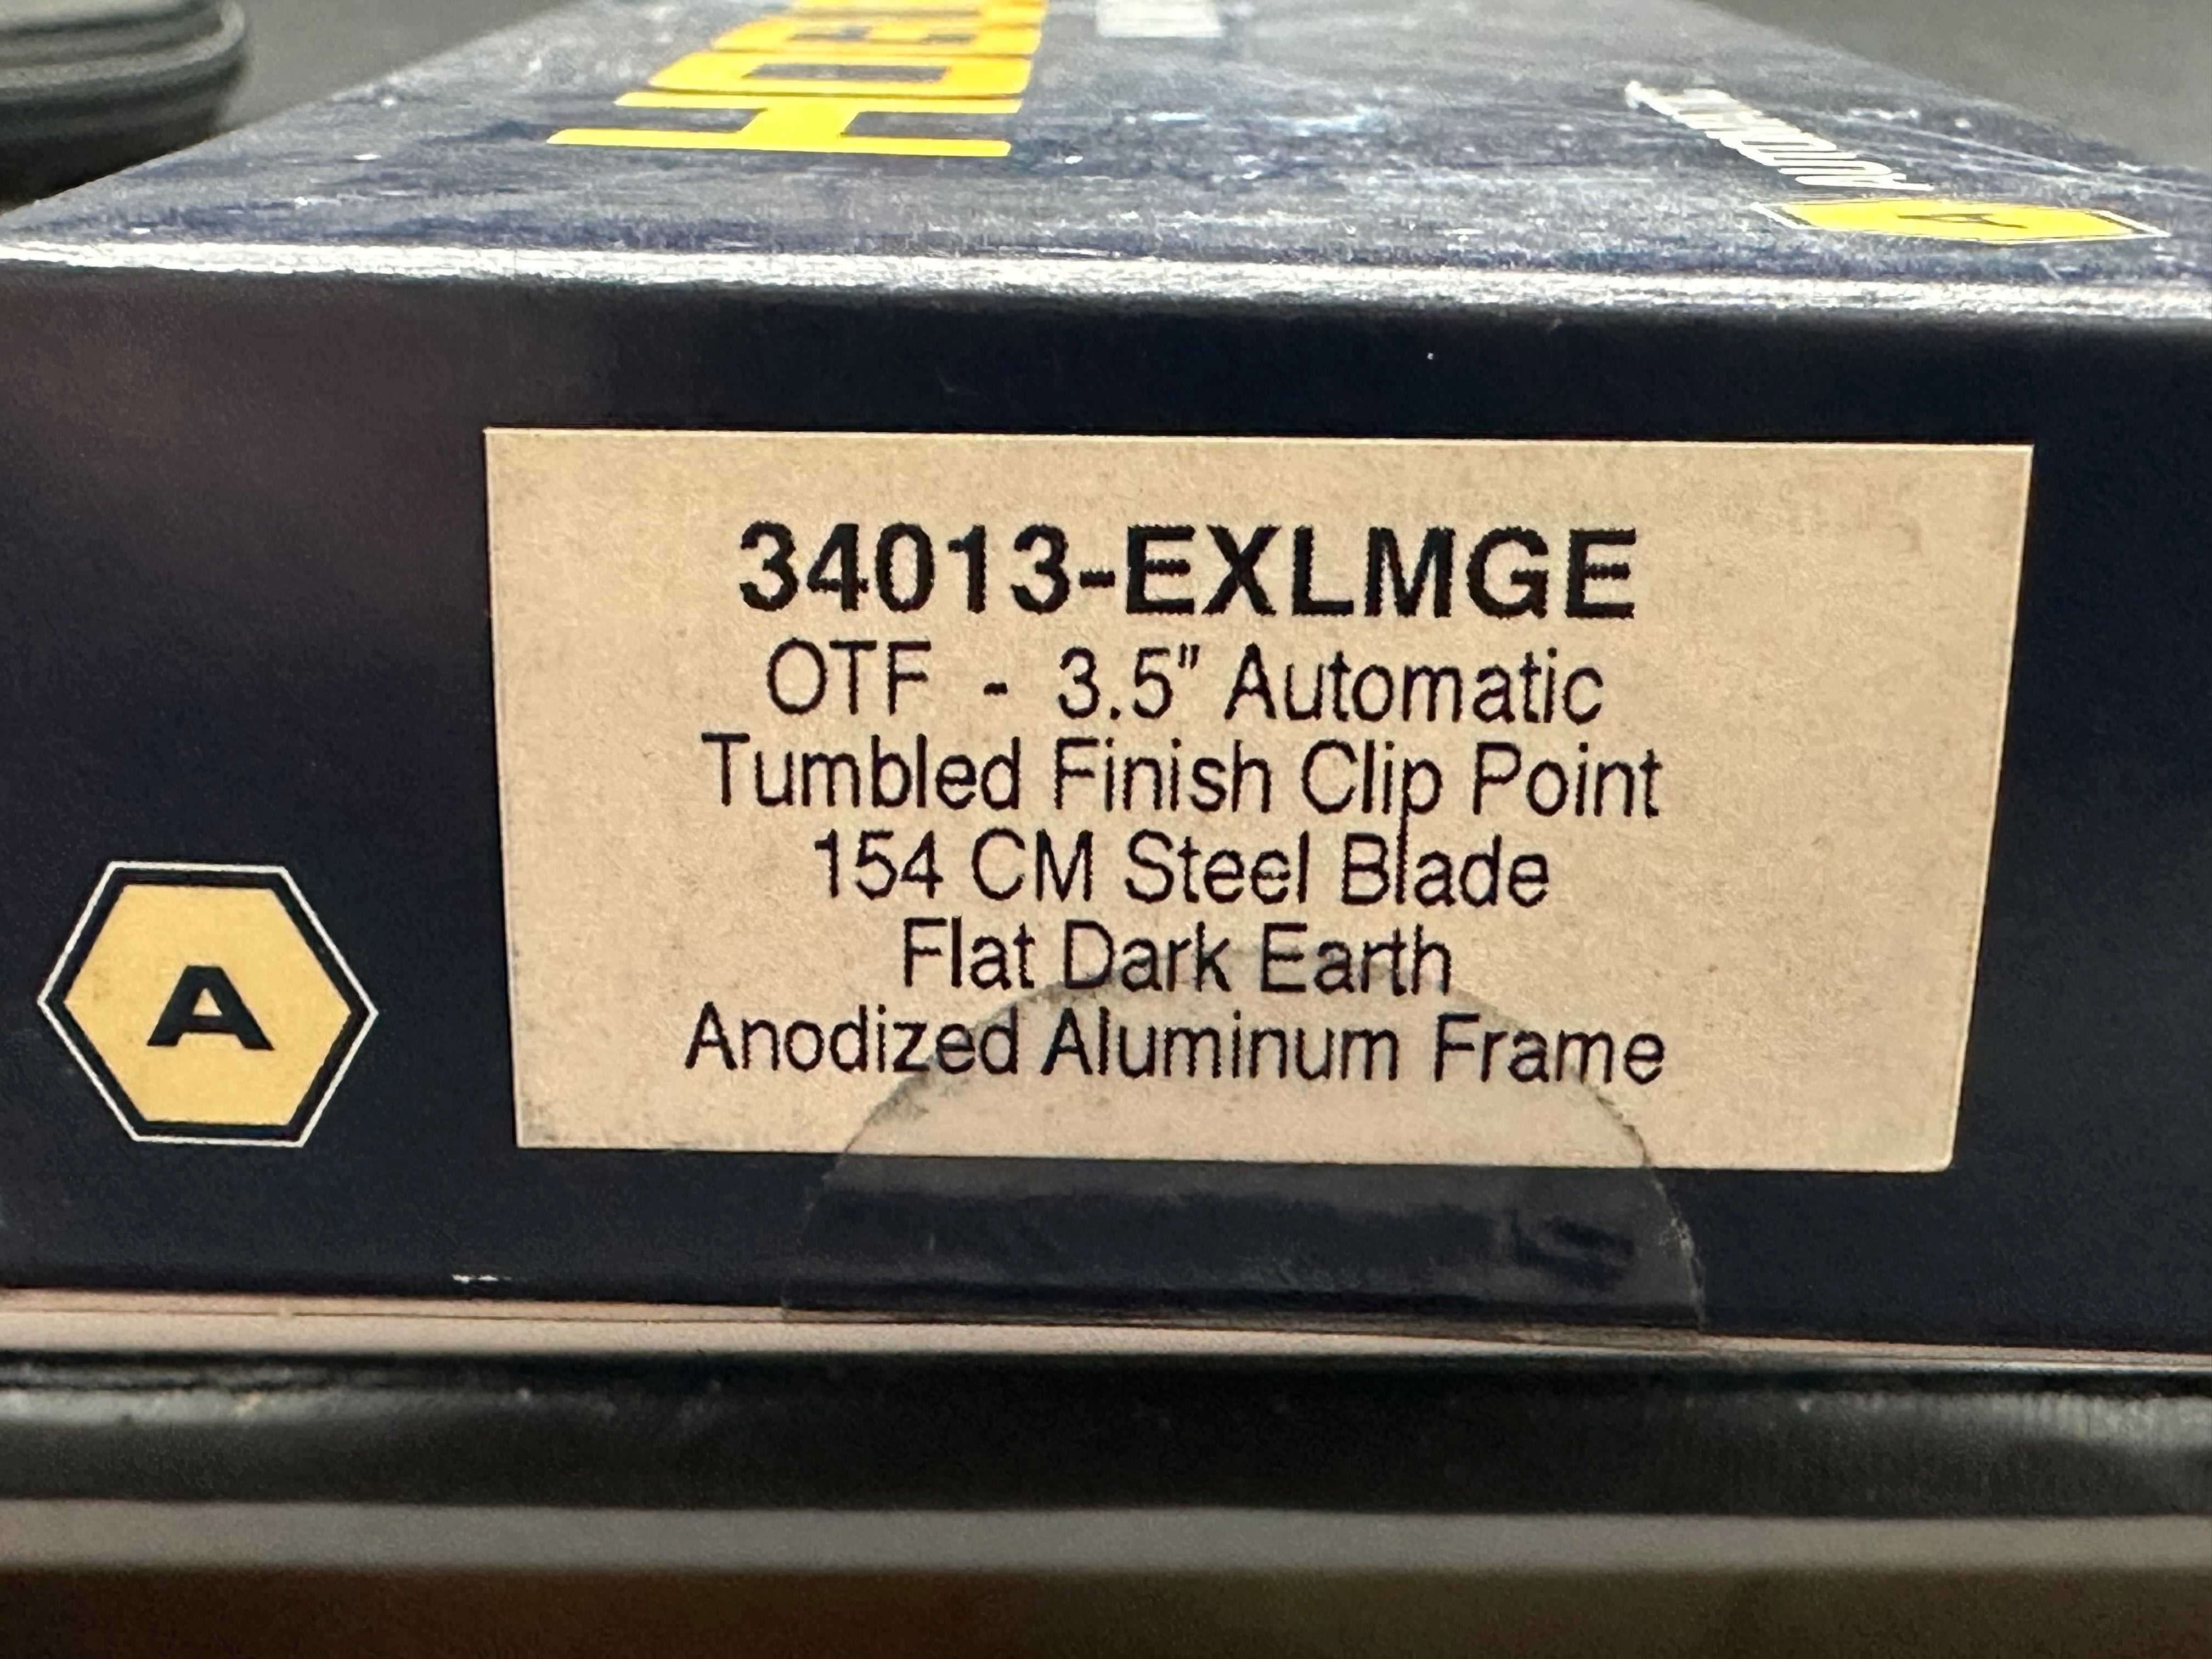 34013-EXLMGE
OTF - 3.5" Automatic
Tumbled Finish Clip Point
154 CM Steel Blade
Flat Dark Earth
Anodized Aluminum Frame
A
A